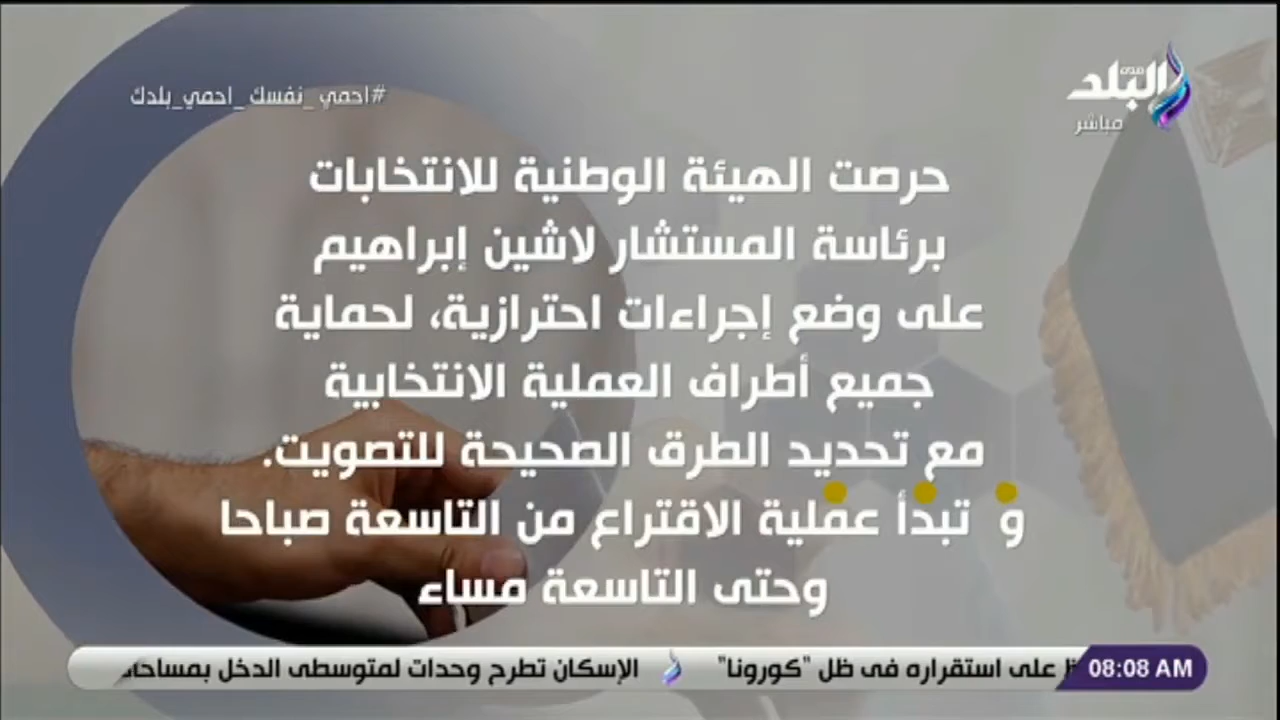 #احمي_نفسك_احمي_بلدك
صدى البلد
مباشر
حرصت الهيئة الوطنية للانتخابات
برئاسة المستشار لاشين إبراهيم
على وضع إجراءات احترازية، لحماية
جميع أطراف العملية الانتخابية
مع تحديد الطرق الصحيحة للتصويت.
و تبدأ عملية الاقتراع من التاسعة صباحا
وحتى التاسعة مساء
08:08 AM
على استقراره فى ظل "كورونا" الإسكان تطرح وحدات لمتوسطى الدخل